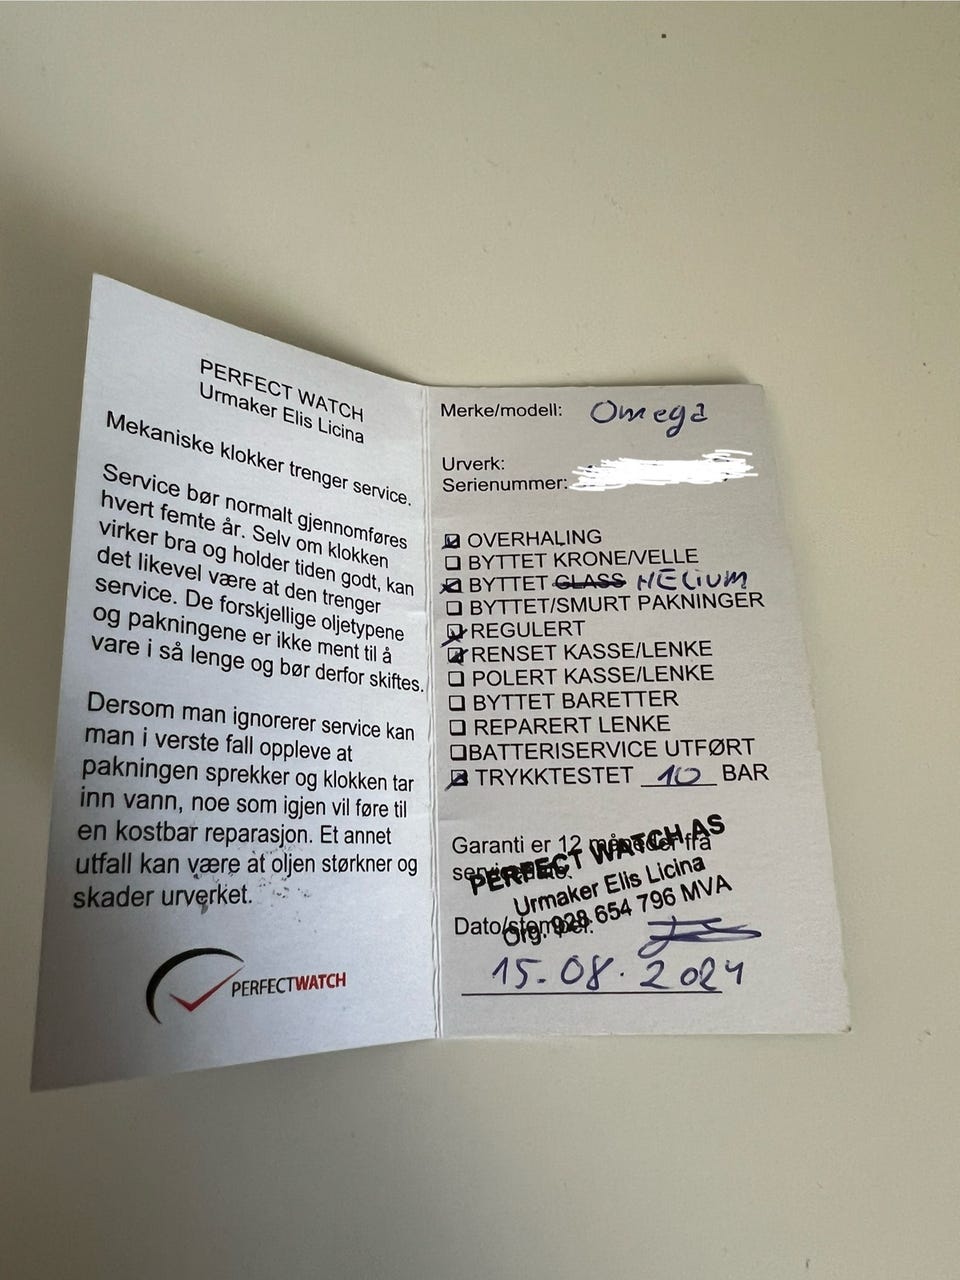 PERFECT WATCH
Urmaker Elis Licina
Mekaniske klokker trenger service.
Service bør normalt gjennomføres
hvert femte år. Selv om klokken
virker bra og holder tiden godt, kan
det likevel være at den trenger
service. De forskjellige oljetypene
og pakningene er ikke ment til å
vare i så lenge og bør derfor skiftes.
Dersom man ignorerer service kan
man i verste fall oppleve at
pakningen sprekker og klokken tar
inn vann, noe som igjen vil føre til
en kostbar reparasjon. Et annet
utfall kan være at oljen størkner og
skader urverket.
PERFECTWATCH
Merke/modell: Omega
Urverk:
Serienummer:
OVERHALING
BYTTET KRONE/VELLE
BYTTET GLASS HELIUM
BYTTET/SMURT PAKNINGER
REGULERT
RENSET KASSE/LENKE
POLERT KASSE/LENKE
BYTTET BARETTER
REPARERT LENKE
BATTERISERVICE UTFØRT
TRYKKTESTET 10 BAR
Garanti er 12 måneder fra
PERFECT WATCH AS
Urmaker Elis Licina
Org. 928 654 796 MVA
Dato/stempel:
15.08.2024